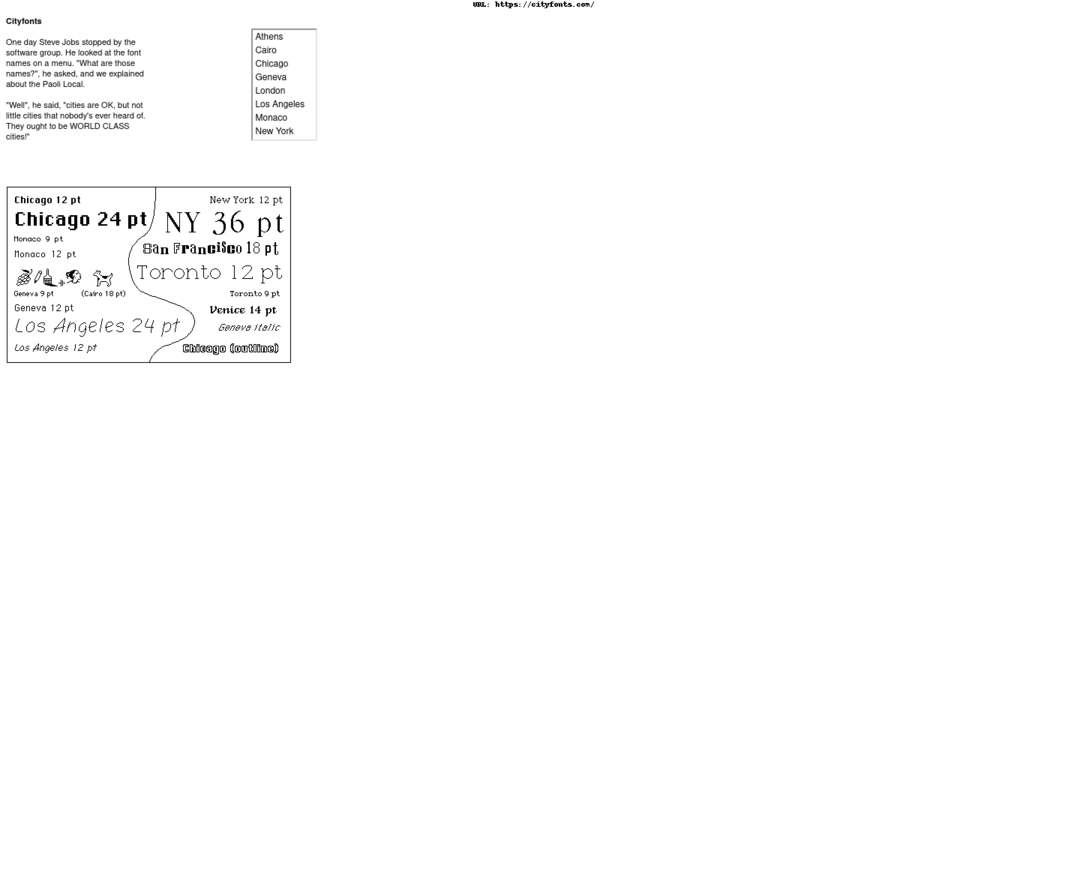 URL: https://cityfonts.com/
Cityfonts
One day Steve Jobs stopped by the
software group. He looked at the font
names on a menu. "What are those
names?", he asked, and we explained
about the Paoli Local.
"Well", he said, "cities are OK, but not
little cities that nobody's ever heard of.
They ought to be WORLD CLASS
cities!"
Athens
Cairo
Chicago
Geneva
London
Los Angeles
Monaco
New York
Chicago 12 pt
Chicago 24 pt
Monaco 9 pt
Monaco 12 pt
Geneva 9 pt (Cairo 18 pt)
Geneva 12 pt
Los Angeles 24 pt
Los Angeles 12 pt
New York 12 pt
NY 36 pt
San Francisco 18 pt
Toronto 12 pt
Toronto 9 pt
Venice 14 pt
Geneva Italic
Chicago (outline)